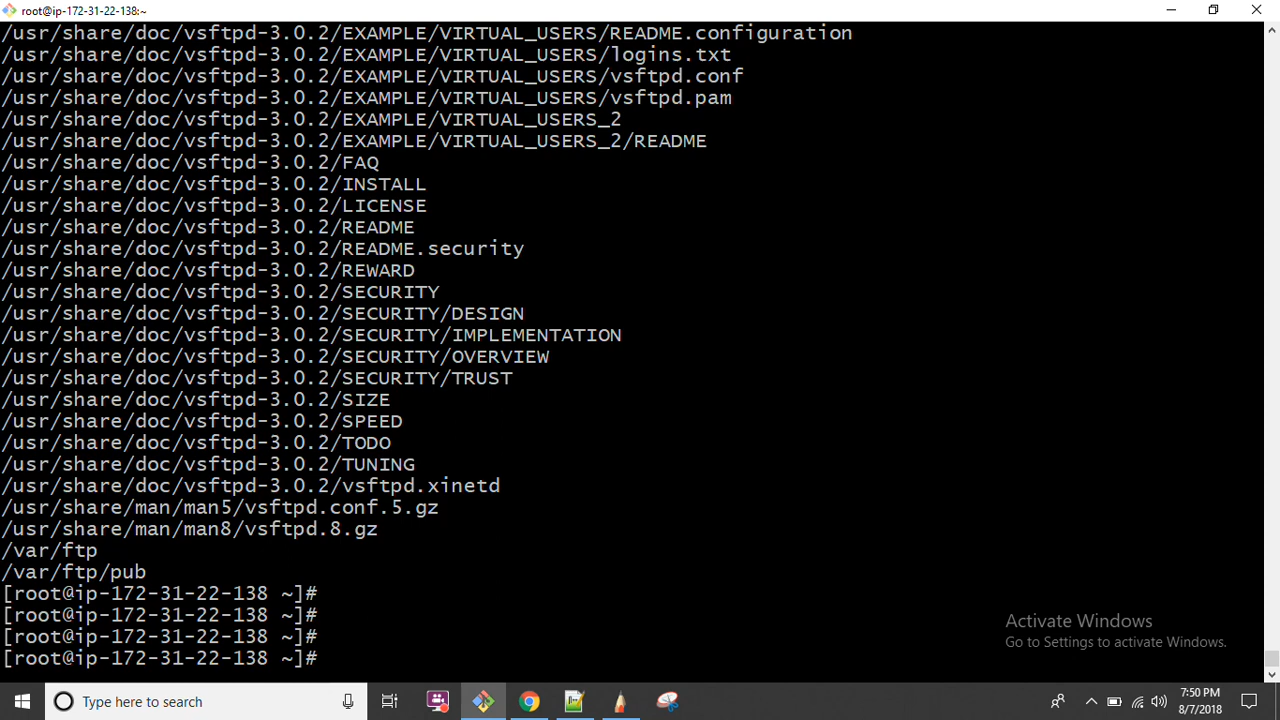 root@ip-172-31-22-138:~
/usr/share/doc/vsftpd-3.0.2/EXAMPLE/VIRTUAL_USERS/README.configuration
/usr/share/doc/vsftpd-3.0.2/EXAMPLE/VIRTUAL_USERS/logins.txt
/usr/share/doc/vsftpd-3.0.2/EXAMPLE/VIRTUAL_USERS/vsftpd.conf
/usr/share/doc/vsftpd-3.0.2/EXAMPLE/VIRTUAL_USERS/vsftpd.pam
/usr/share/doc/vsftpd-3.0.2/EXAMPLE/VIRTUAL_USERS_2
/usr/share/doc/vsftpd-3.0.2/EXAMPLE/VIRTUAL_USERS_2/README
/usr/share/doc/vsftpd-3.0.2/FAQ
/usr/share/doc/vsftpd-3.0.2/INSTALL
/usr/share/doc/vsftpd-3.0.2/LICENSE
/usr/share/doc/vsftpd-3.0.2/README
/usr/share/doc/vsftpd-3.0.2/README.security
/usr/share/doc/vsftpd-3.0.2/REWARD
/usr/share/doc/vsftpd-3.0.2/SECURITY
/usr/share/doc/vsftpd-3.0.2/SECURITY/DESIGN
/usr/share/doc/vsftpd-3.0.2/SECURITY/IMPLEMENTATION
/usr/share/doc/vsftpd-3.0.2/SECURITY/OVERVIEW
/usr/share/doc/vsftpd-3.0.2/SECURITY/TRUST
/usr/share/doc/vsftpd-3.0.2/SIZE
/usr/share/doc/vsftpd-3.0.2/SPEED
/usr/share/doc/vsftpd-3.0.2/TODO
/usr/share/doc/vsftpd-3.0.2/TUNING
/usr/share/doc/vsftpd-3.0.2/vsftpd.xinetd
/usr/share/man/man5/vsftpd.conf.5.gz
/usr/share/man/man8/vsftpd.8.gz
/var/ftp
/var/ftp/pub
[root@ip-172-31-22-138 ~]#
[root@ip-172-31-22-138 ~]#
[root@ip-172-31-22-138 ~]#
[root@ip-172-31-22-138 ~]#
Activate Windows
Go to Settings to activate Windows.
Type here to search
7:50 PM
8/7/2018